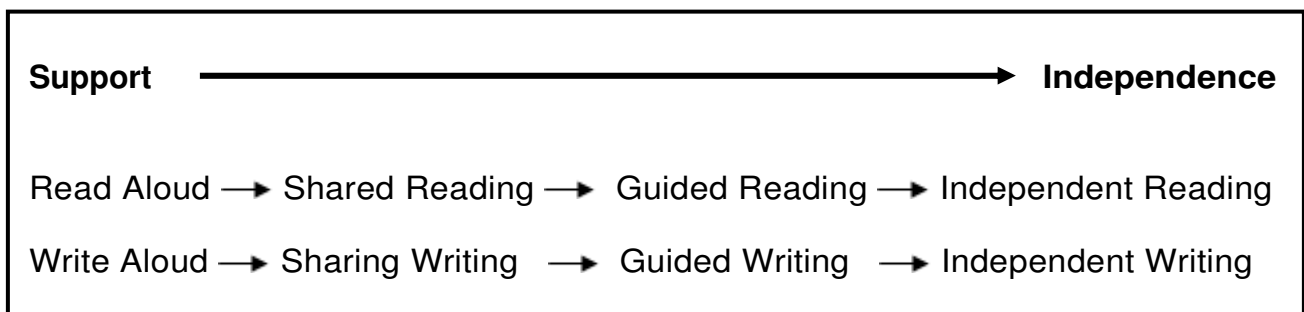 Support → Independence
Read Aloud → Shared Reading → Guided Reading → Independent Reading
Write Aloud → Sharing Writing → Guided Writing → Independent Writing